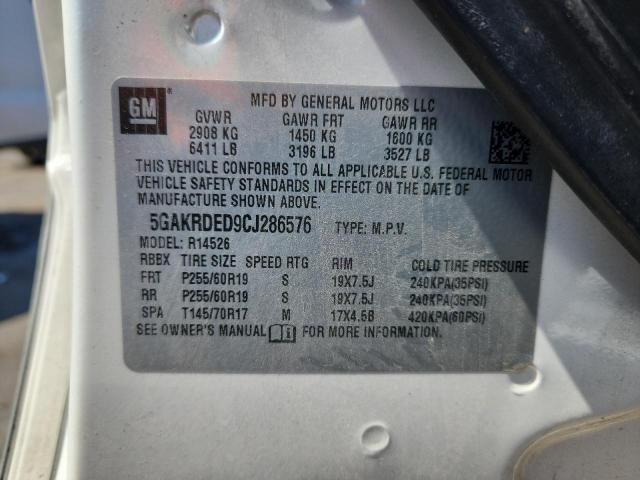 GM
MFD BY GENERAL MOTORS LLC
GVWR GAWR FRT GAWR RR
2908 KG 1450 KG 1600 KG
6411 LB 3196 LB 3527 LB
THIS VEHICLE CONFORMS TO ALL APPLICABLE U.S. FEDERAL MOTOR
VEHICLE SAFETY STANDARDS IN EFFECT ON THE DATE OF
MANUFACTURE SHOWN ABOVE.
5GAKRDED9CJ286576 TYPE: M.P.V.
MODEL: R14526
RBBX TIRE SIZE SPEED RTG RIM COLD TIRE PRESSURE
FRT P255/60R19 S 19X7.5J 240KPA(35PSI)
RR P255/60R19 S 19X7.5J 240KPA(35PSI)
SPA T145/70R17 M 17X4.5B 420KPA(60PSI)
SEE OWNER'S MANUAL FOR MORE INFORMATION.